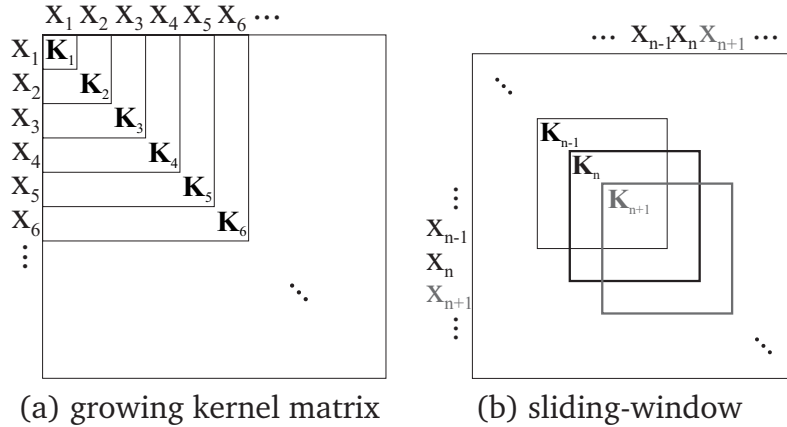 X1 X2 X3 X4 X5 X6 ...
X1 K1
X2 K2
X3 K3
X4 K4
X5 K5
X6 K6
⋮
⋱
(a) growing kernel matrix
... Xn-1 Xn Xn+1 ...
⋱
Kn-1
Kn
Kn+1
⋮
Xn-1
Xn
Xn+1
⋮
⋱
(b) sliding-window